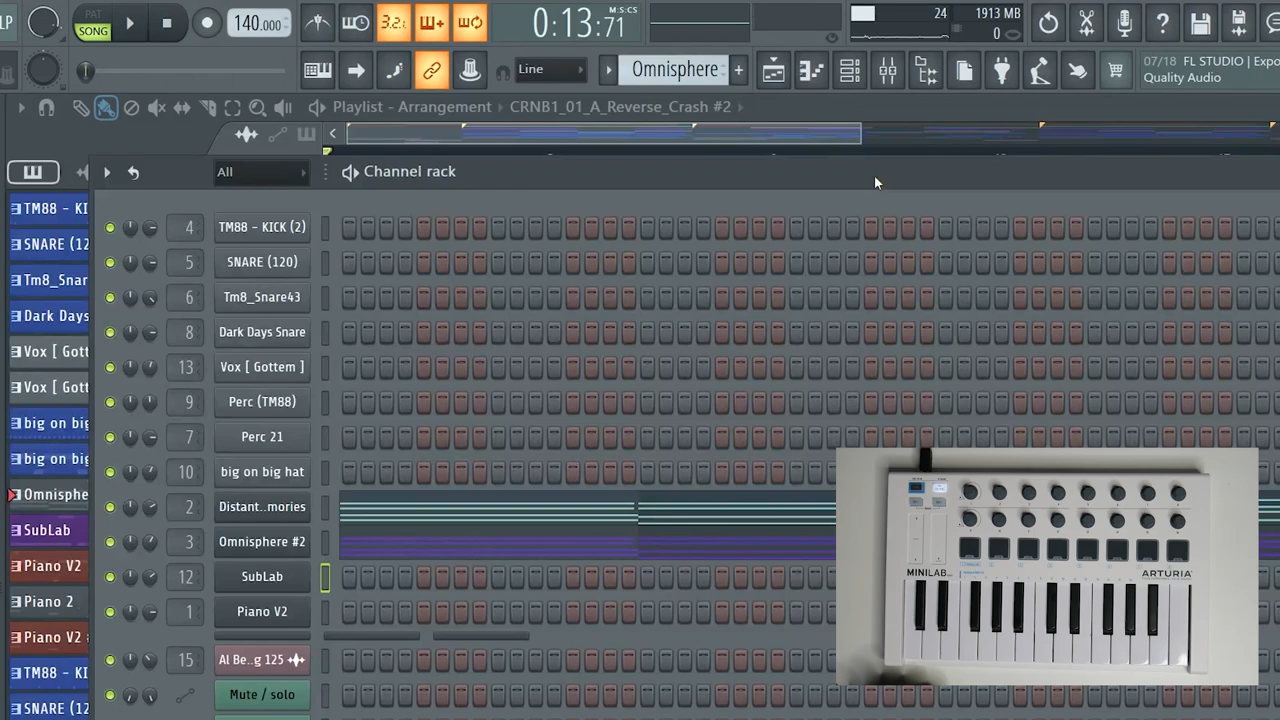 LP
PAT
SONG
140.000
3.2.
0:13:71
M:S:CS
24
1913 MB
0
Line
Omnisphere
07/18 FL STUDIO | Expo
Quality Audio
Playlist - Arrangement › CRNB1_01_A_Reverse_Crash #2 ›
All
Channel rack
TM88 - KI
SNARE (12
Tm8_Snar
Dark Days
Vox [ Gott
Vox [ Gott
big on big
big on big
Omnisphe
SubLab
Piano V2
Piano 2
Piano V2 #
TM88 - KI
SNARE (12
4 TM88 - KICK (2)
5 SNARE (120)
6 Tm8_Snare43
8 Dark Days Snare
13 Vox [ Gottem ]
9 Perc (TM88)
7 Perc 21
10 big on big hat
2 Distant..mories
3 Omnisphere #2
12 SubLab
1 Piano V2
15 Al Be..g 125
Mute / solo
MINILAB
ARTURIA